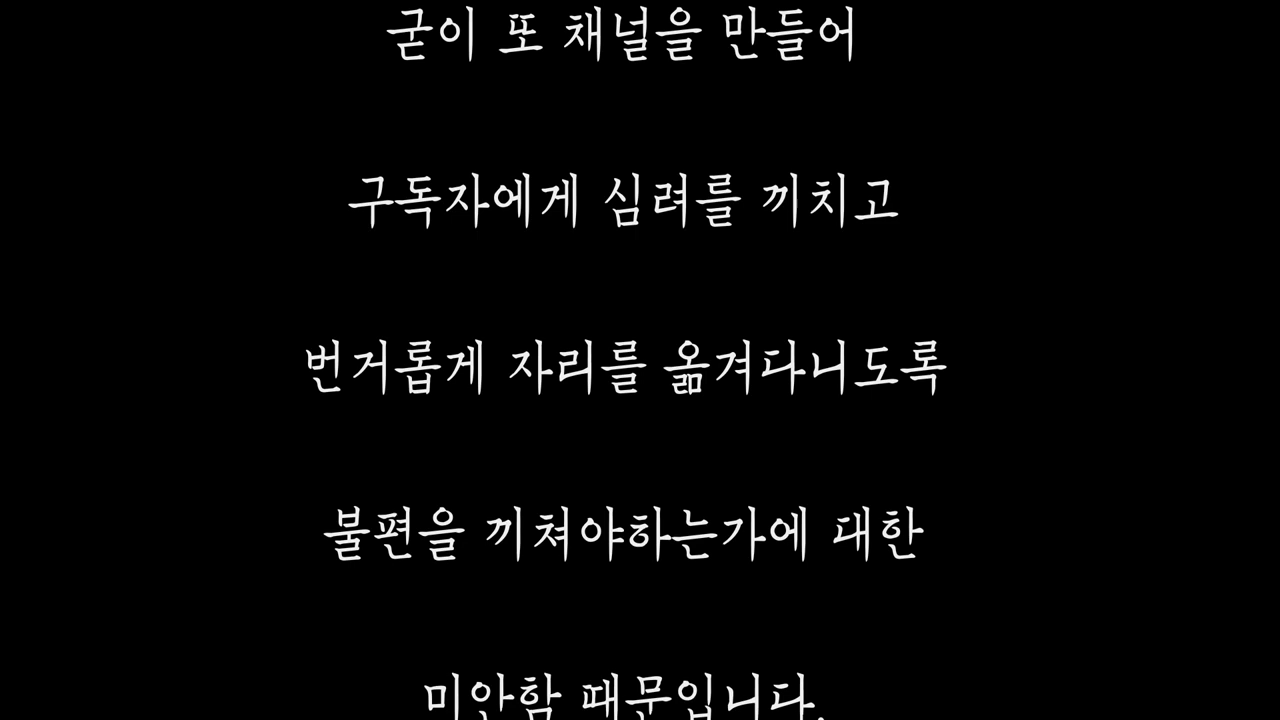 굳이 또 채널을 만들어
구독자에게 심려를 끼치고
번거롭게 자리를 옮겨다니도록
불편을 끼쳐야하는가에 대한
미안함 때문입니다.